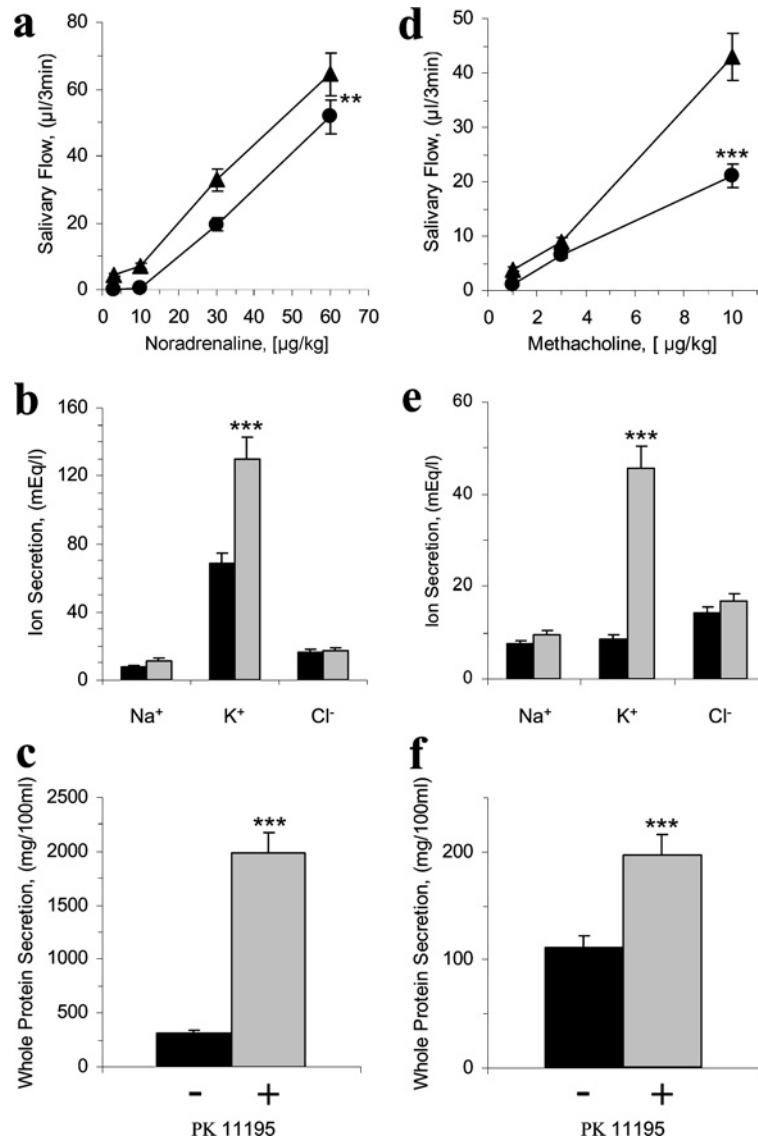 a
Salivary Flow, (µl/3min)
80
60
40
20
0
**
0 10 20 30 40 50 60 70
Noradrenaline, [µg/kg]
d
Salivary Flow, (µl/3min)
50
40
30
20
10
0
***
0 2 4 6 8 10
Methacholine, [ µg/kg]
b
Ion Secretion, (mEq/l)
160
120
80
40
0
***
Na⁺ K⁺ Cl⁻
e
Ion Secretion, (mEq/l)
60
40
20
0
***
Na⁺ K⁺ Cl⁻
c
Whole Protein Secretion, (mg/100ml)
2500
2000
1500
1000
500
0
***
- +
PK 11195
f
Whole Protein Secretion, (mg/100ml)
200
100
0
***
- +
PK 11195